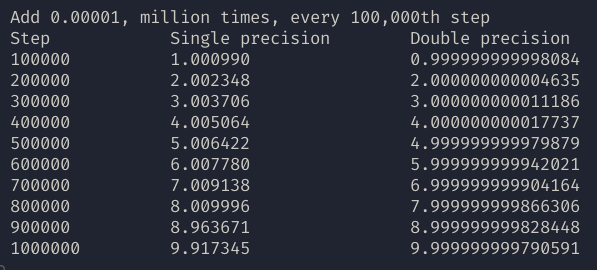 Add 0.00001, million times, every 100,000th step
Step Single precision Double precision
100000 1.000990 0.999999999998084
200000 2.002348 2.000000000004635
300000 3.003706 3.000000000011186
400000 4.005064 4.000000000017737
500000 5.006422 4.999999999979879
600000 6.007780 5.999999999942021
700000 7.009138 6.999999999904164
800000 8.009996 7.999999999866306
900000 8.963671 8.999999999828448
1000000 9.917345 9.999999999790591